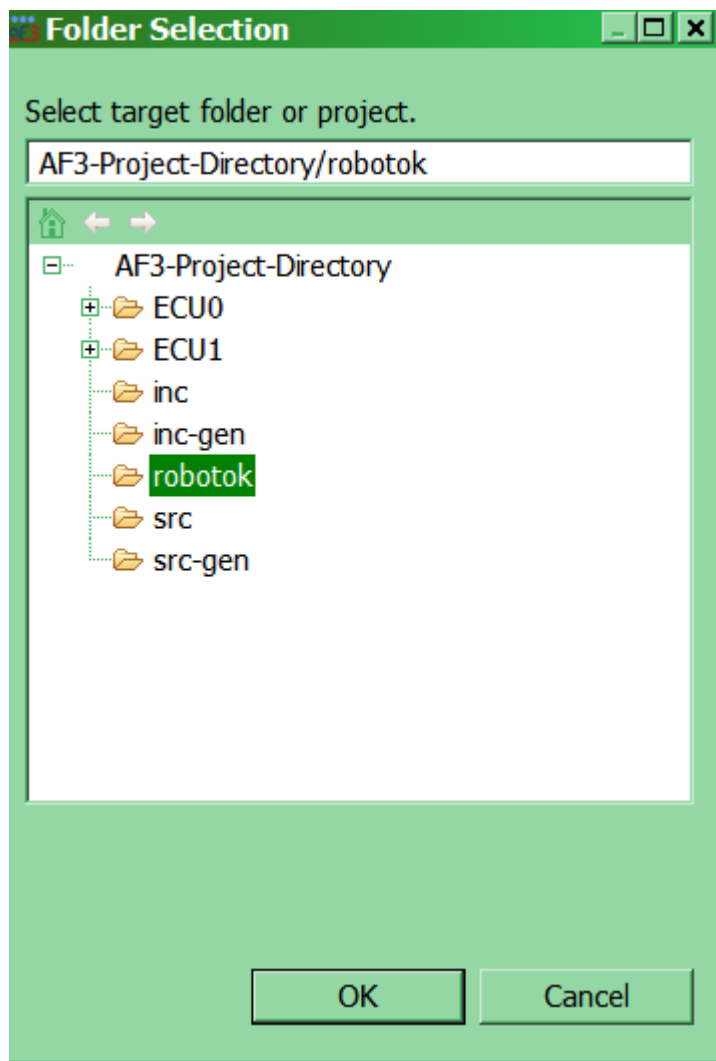 AF3 Folder Selection
Select target folder or project.
AF3-Project-Directory/robotok
AF3-Project-Directory
ECU0
ECU1
inc
inc-gen
robotok
src
src-gen
OK Cancel